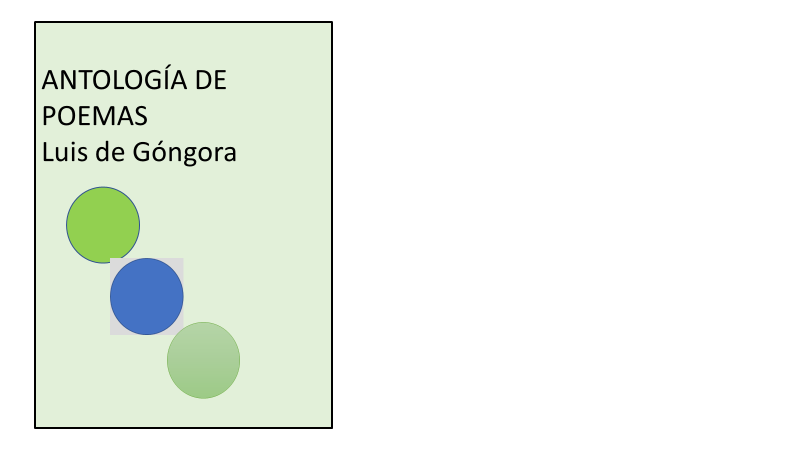 ANTOLOGÍA DE
POEMAS
Luis de Góngora